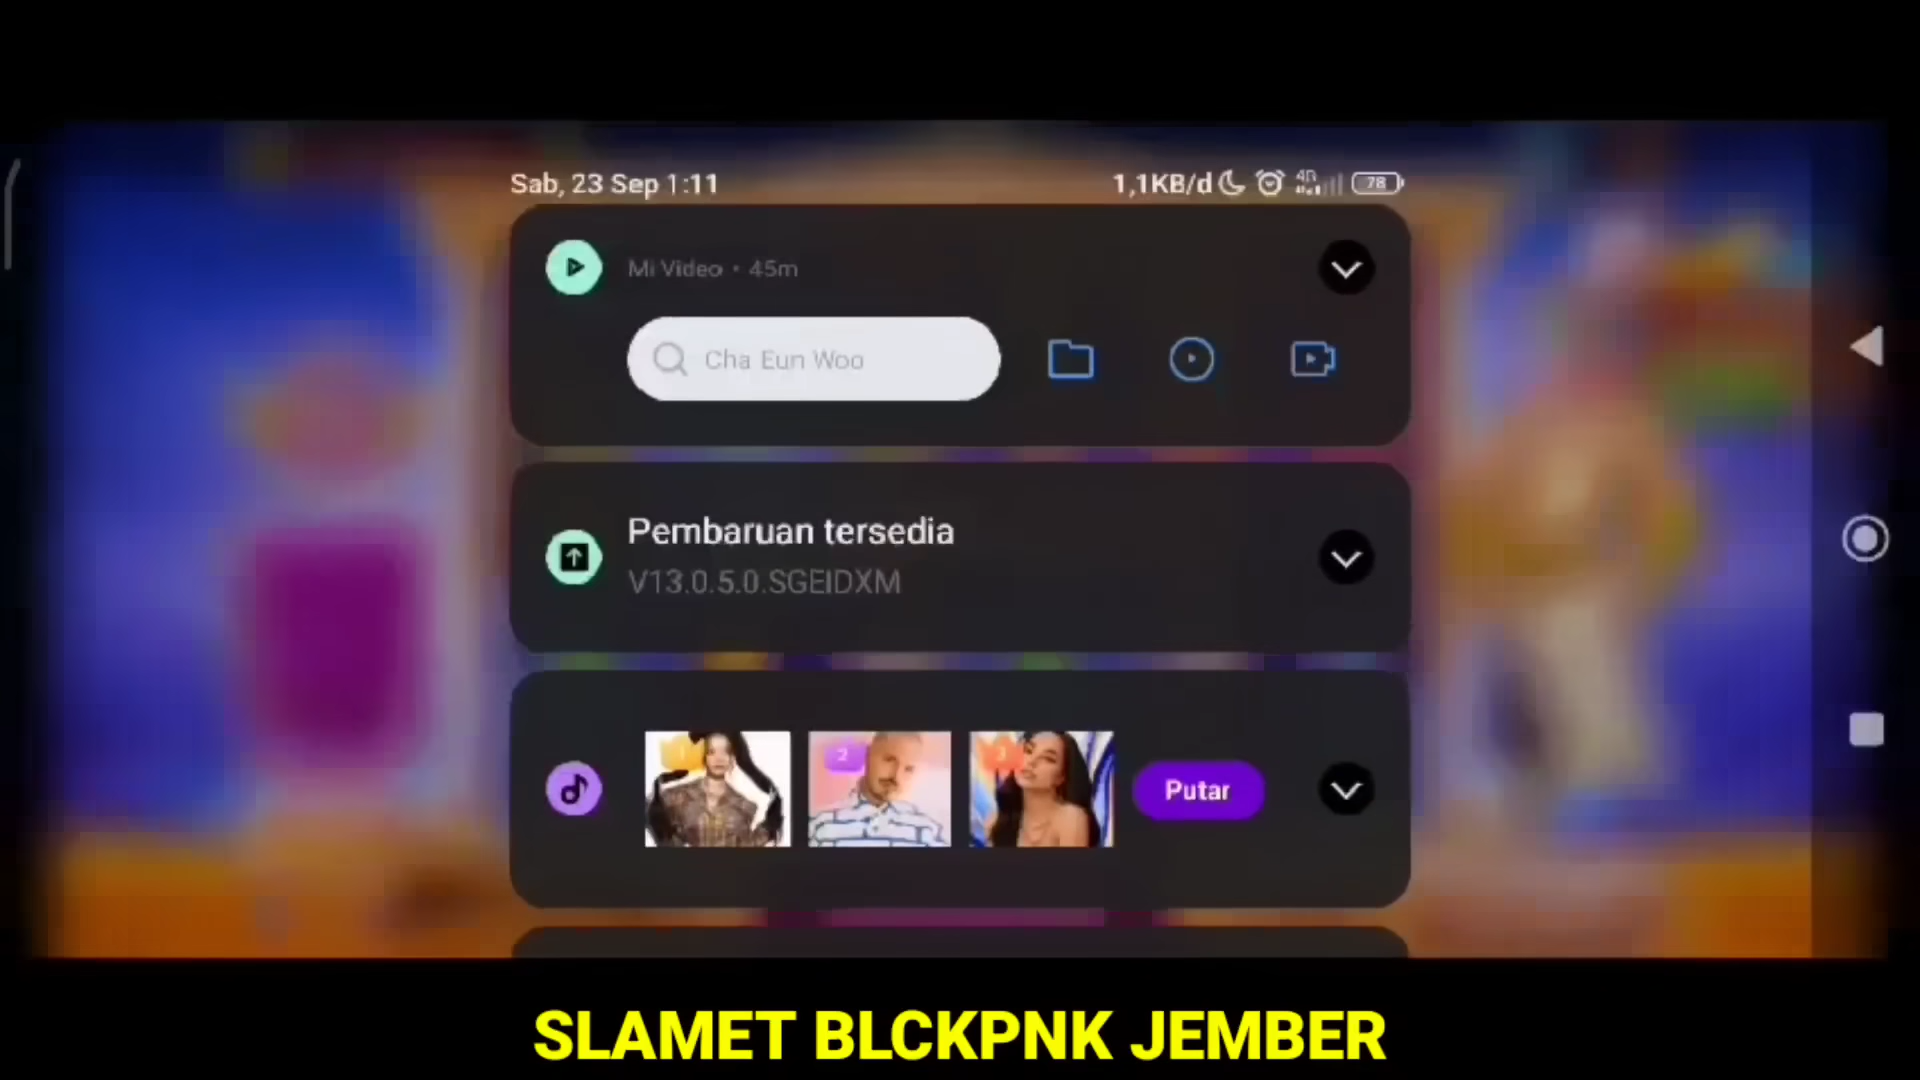 Sab, 23 Sep 1:11
1,1KB/d
78
Mi Video • 45m
Cha Eun Woo
Pembaruan tersedia
V13.0.5.0.SGEIDXM
2
Putar
SLAMET BLCKPNK JEMBER